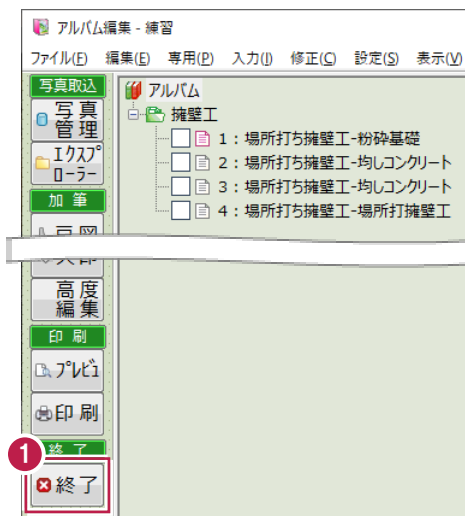 アルバム編集 - 練習
ファイル(F) 編集(E) 専用(P) 入力(I) 修正(C) 設定(S) 表示(V)
写真取込
写真
管理
エクスプ
ローラー
加 筆
高度
編集
印 刷
プレビュ
印 刷
終 了
1
終 了
アルバム
擁壁工
1：場所打ち擁壁工-粉砕基礎
2：場所打ち擁壁工-均しコンクリート
3：場所打ち擁壁工-均しコンクリート
4：場所打ち擁壁工-場所打擁壁工